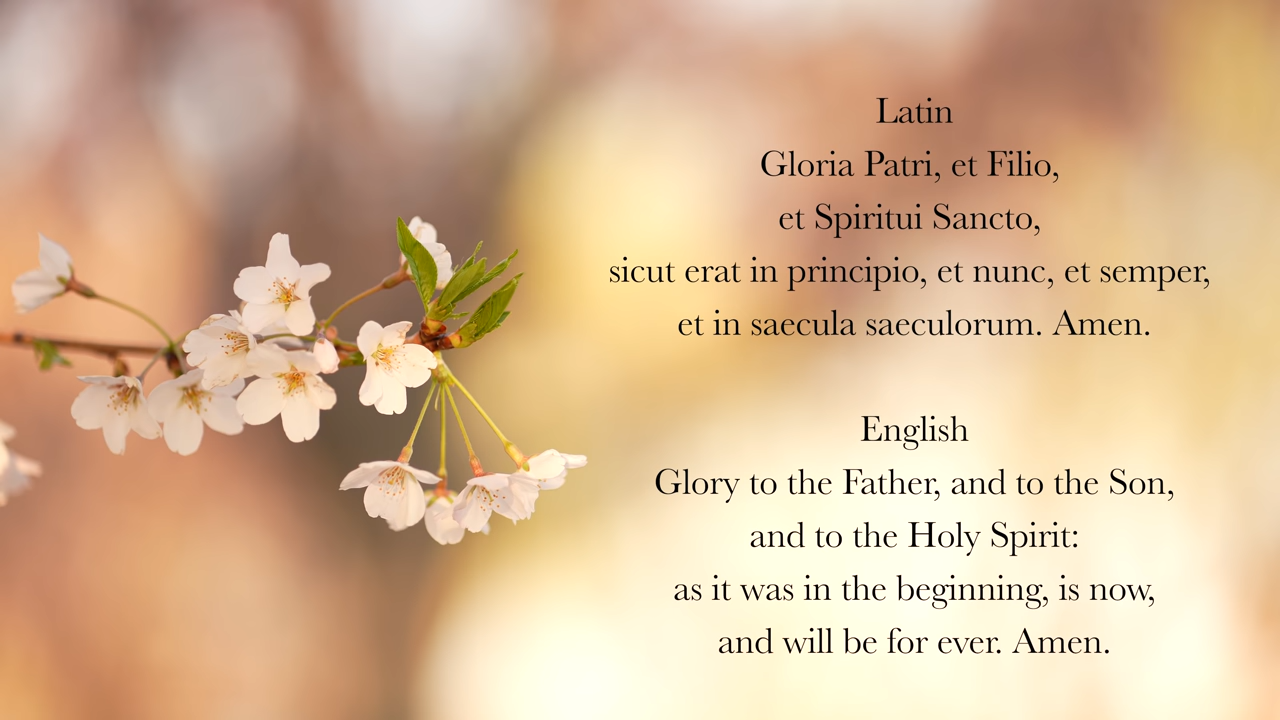 Latin
Gloria Patri, et Filio,
et Spiritui Sancto,
sicut erat in principio, et nunc, et semper,
et in saecula saeculorum. Amen.
English
Glory to the Father, and to the Son,
and to the Holy Spirit:
as it was in the beginning, is now,
and will be for ever. Amen.